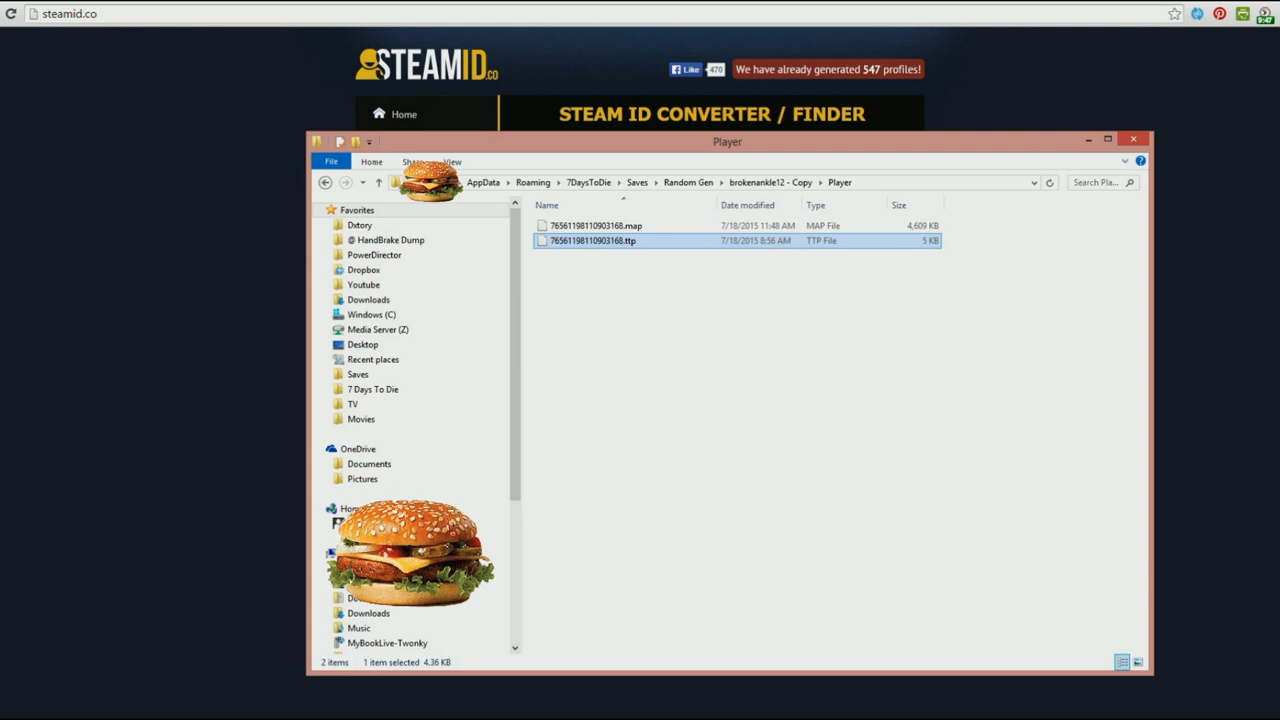 steamid.co
9:47
STEAMID.co
Like 470
We have already generated 547 profiles!
Home
STEAM ID CONVERTER / FINDER
Player
File Home View
AppData Roaming 7DaysToDie Saves Random Gen brokenankle12 - Copy Player
Search Pla...
Name Date modified Type Size
76561198110903168.map 7/18/2015 11:48 AM MAP File 4,609 KB
76561198110903168.ttp 7/18/2015 8:56 AM TTP File 5 KB
Favorites
Dxtory
@ HandBrake Dump
PowerDirector
Dropbox
Youtube
Downloads
Windows (C)
Media Server (Z)
Desktop
Recent places
Saves
7 Days To Die
TV
Movies
OneDrive
Documents
Pictures
Downloads
Music
MyBookLive-Twonky
2 items 1 item selected 4.36 KB